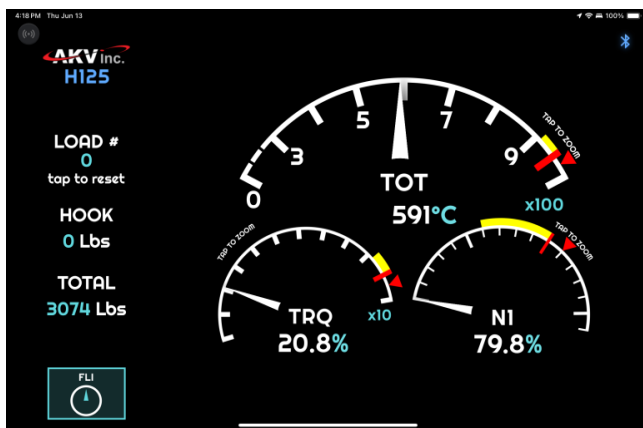 4:18 PM Thu Jun 13
100%
AKV inc.
H125
LOAD #
0
tap to reset
HOOK
0 Lbs
TOTAL
3074 Lbs
FLI
0
3
5
7
9
TAP TO ZOOM
TOT
591°C
x100
TAP TO ZOOM
TRQ
20.8%
x10
TAP TO ZOOM
N1
79.8%